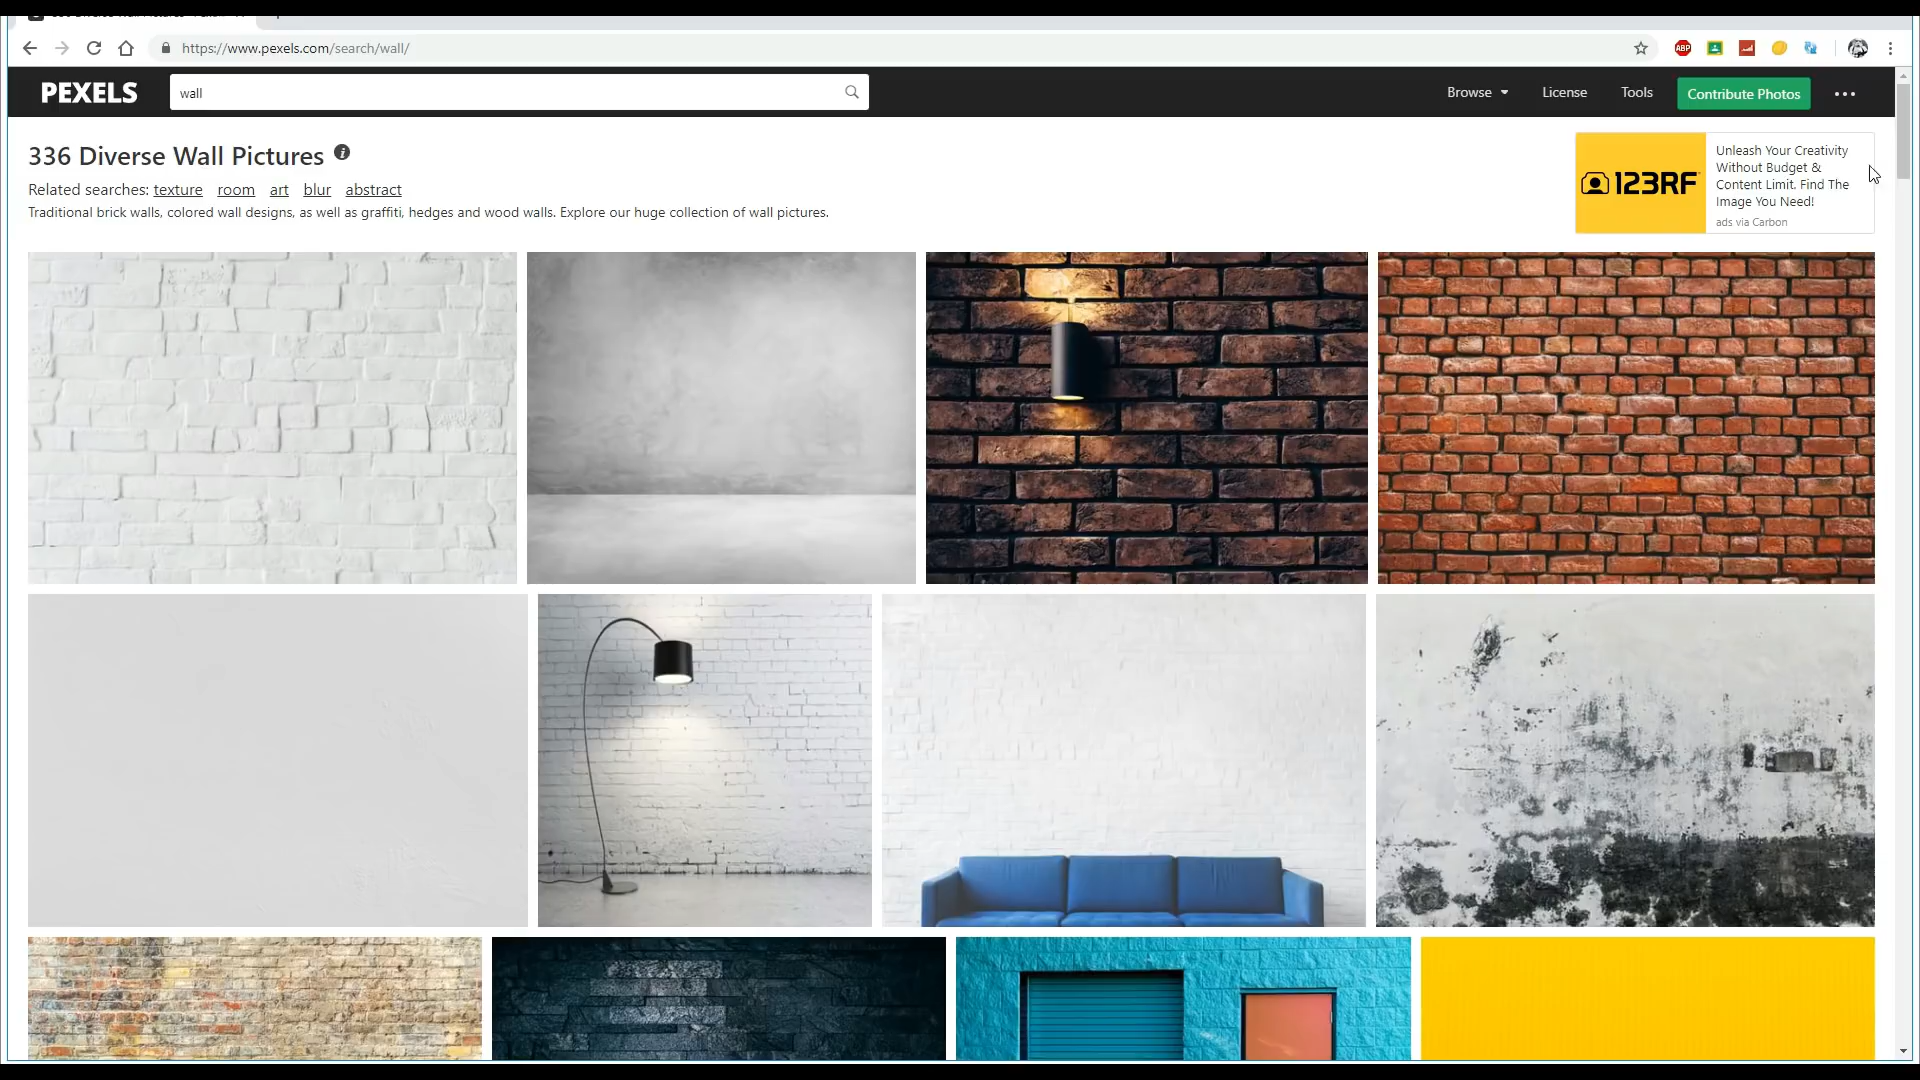 https://www.pexels.com/search/wall/
ABP
PEXELS
wall
Browse
License
Tools
Contribute Photos
336 Diverse Wall Pictures
Related searches: texture room art blur abstract
Traditional brick walls, colored wall designs, as well as graffiti, hedges and wood walls. Explore our huge collection of wall pictures.
123RF
Unleash Your Creativity
Without Budget &
Content Limit. Find The
Image You Need!
ads via Carbon